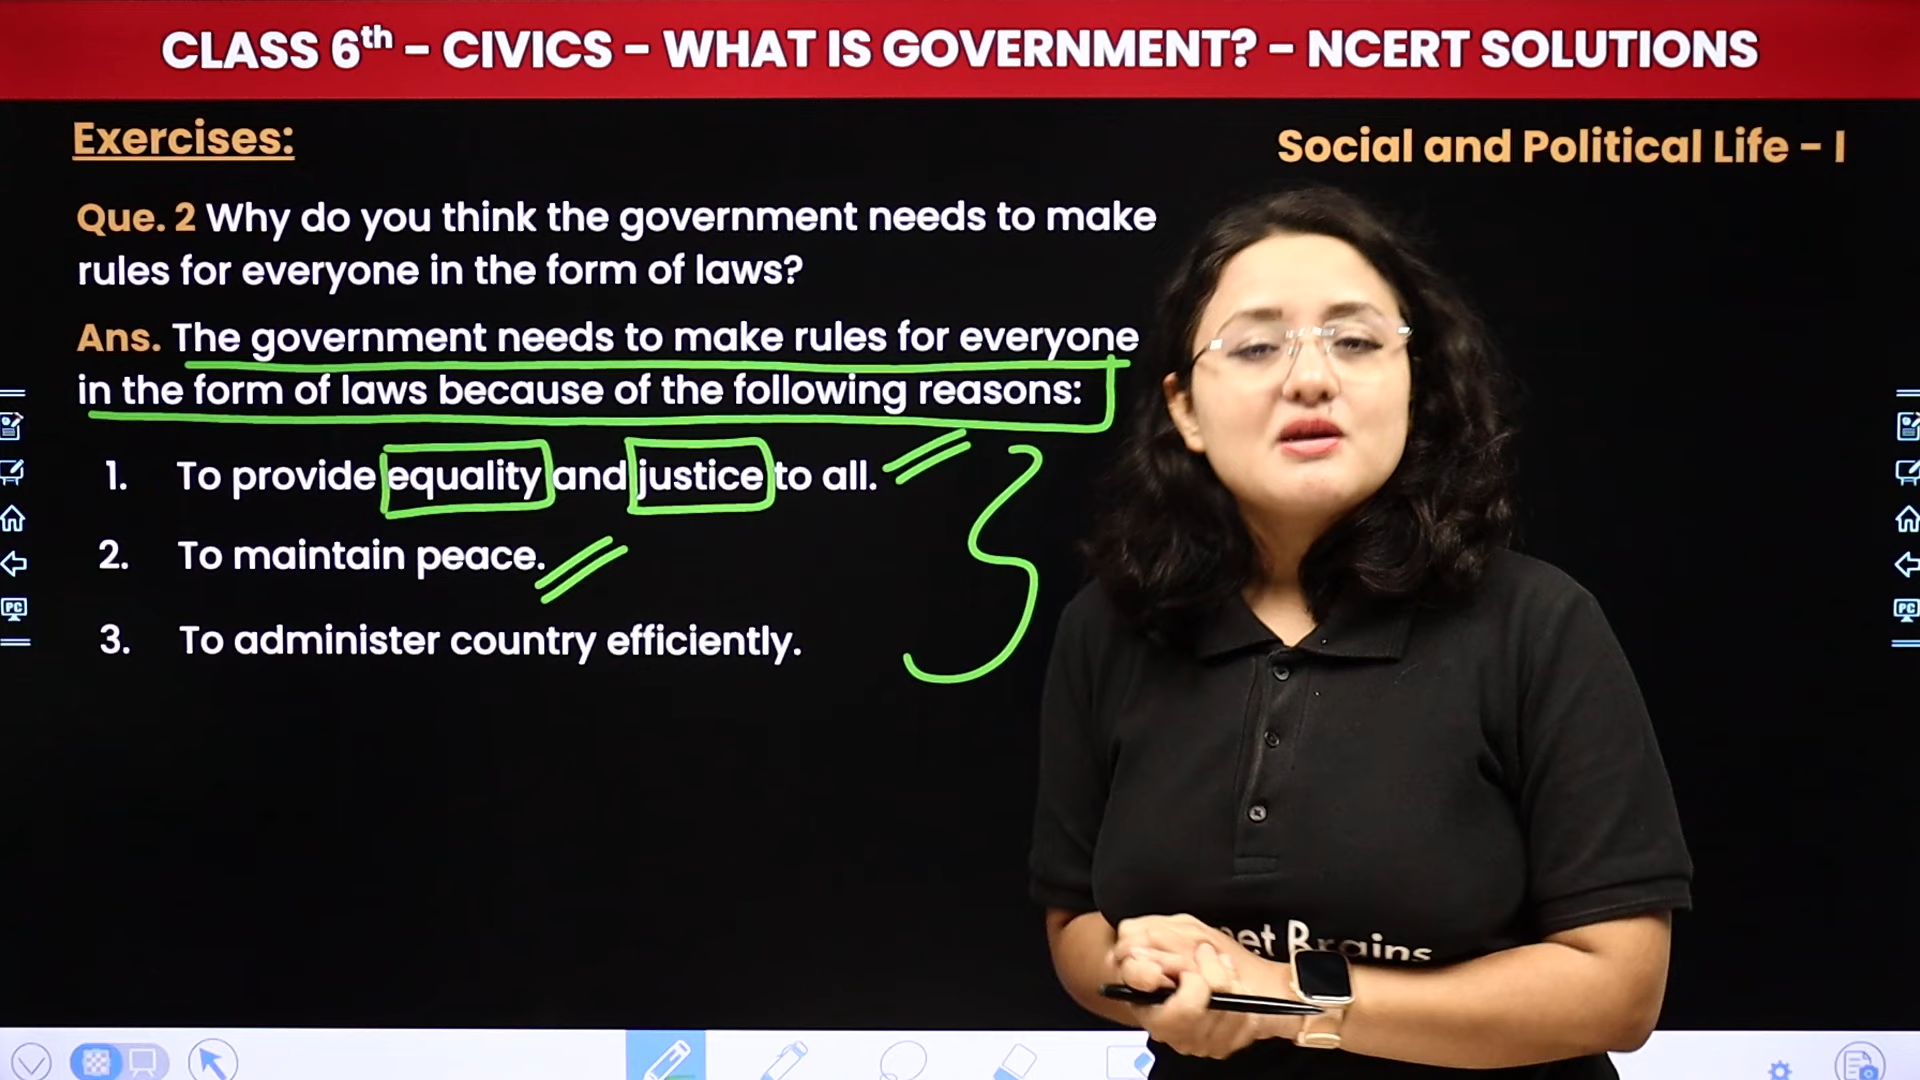 CLASS 6th - CIVICS - WHAT IS GOVERNMENT? - NCERT SOLUTIONS
Exercises:
Social and Political Life - I
Que. 2 Why do you think the government needs to make
rules for everyone in the form of laws?
Ans. The government needs to make rules for everyone
in the form of laws because of the following reasons:
1. To provide equality and justice to all.
2. To maintain peace.
3. To administer country efficiently.
PC
PC
Brains